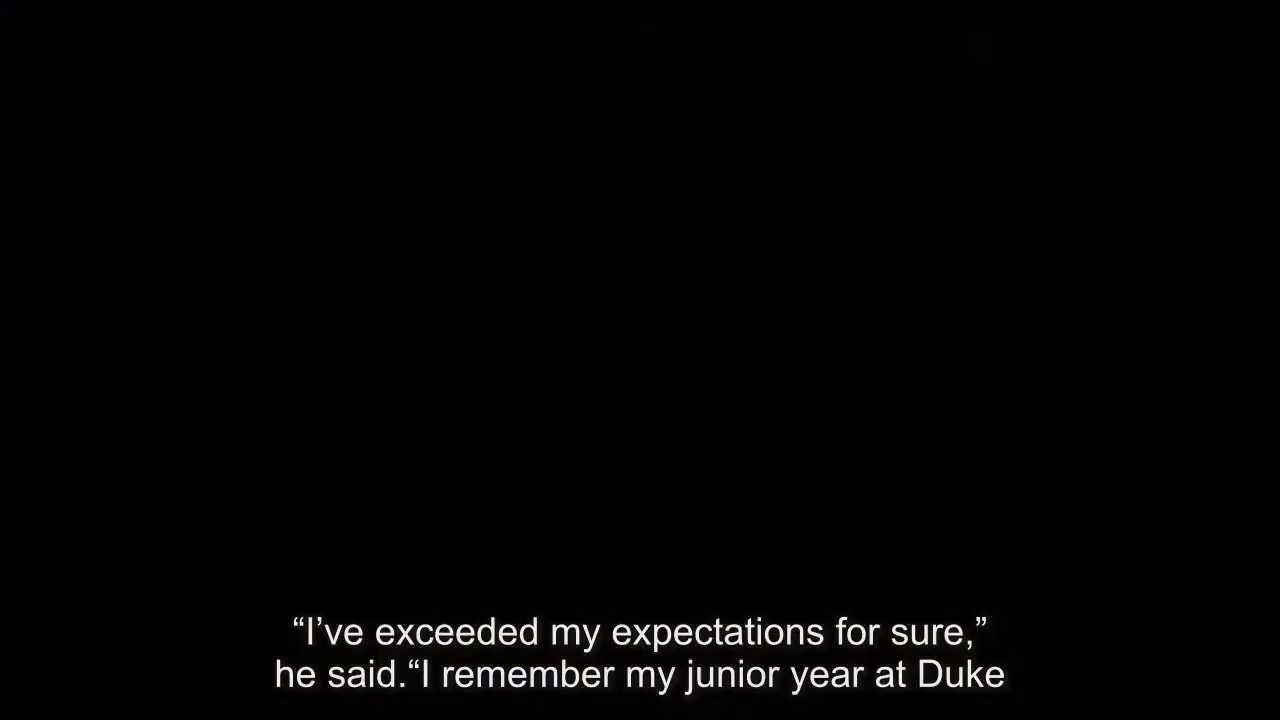 “I’ve exceeded my expectations for sure,”
he said.“I remember my junior year at Duke